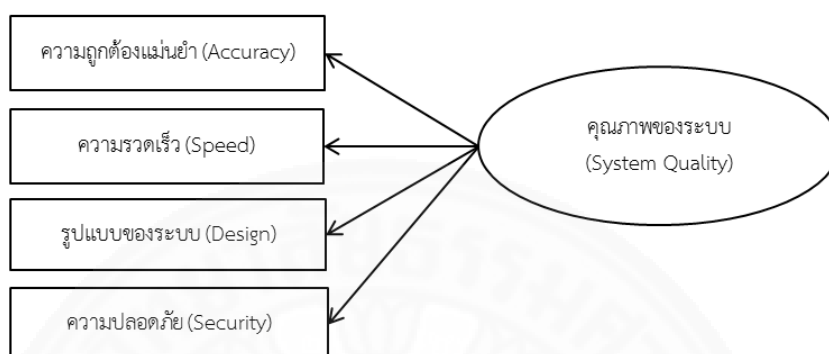 ความถูกต้องแม่นยำ (Accuracy)
ความรวดเร็ว (Speed)
รูปแบบของระบบ (Design)
ความปลอดภัย (Security)
คุณภาพของระบบ
(System Quality)